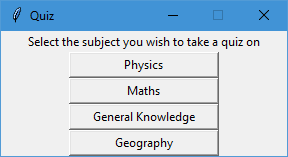 Quiz
Select the subject you wish to take a quiz on
Physics
Maths
General Knowledge
Geography